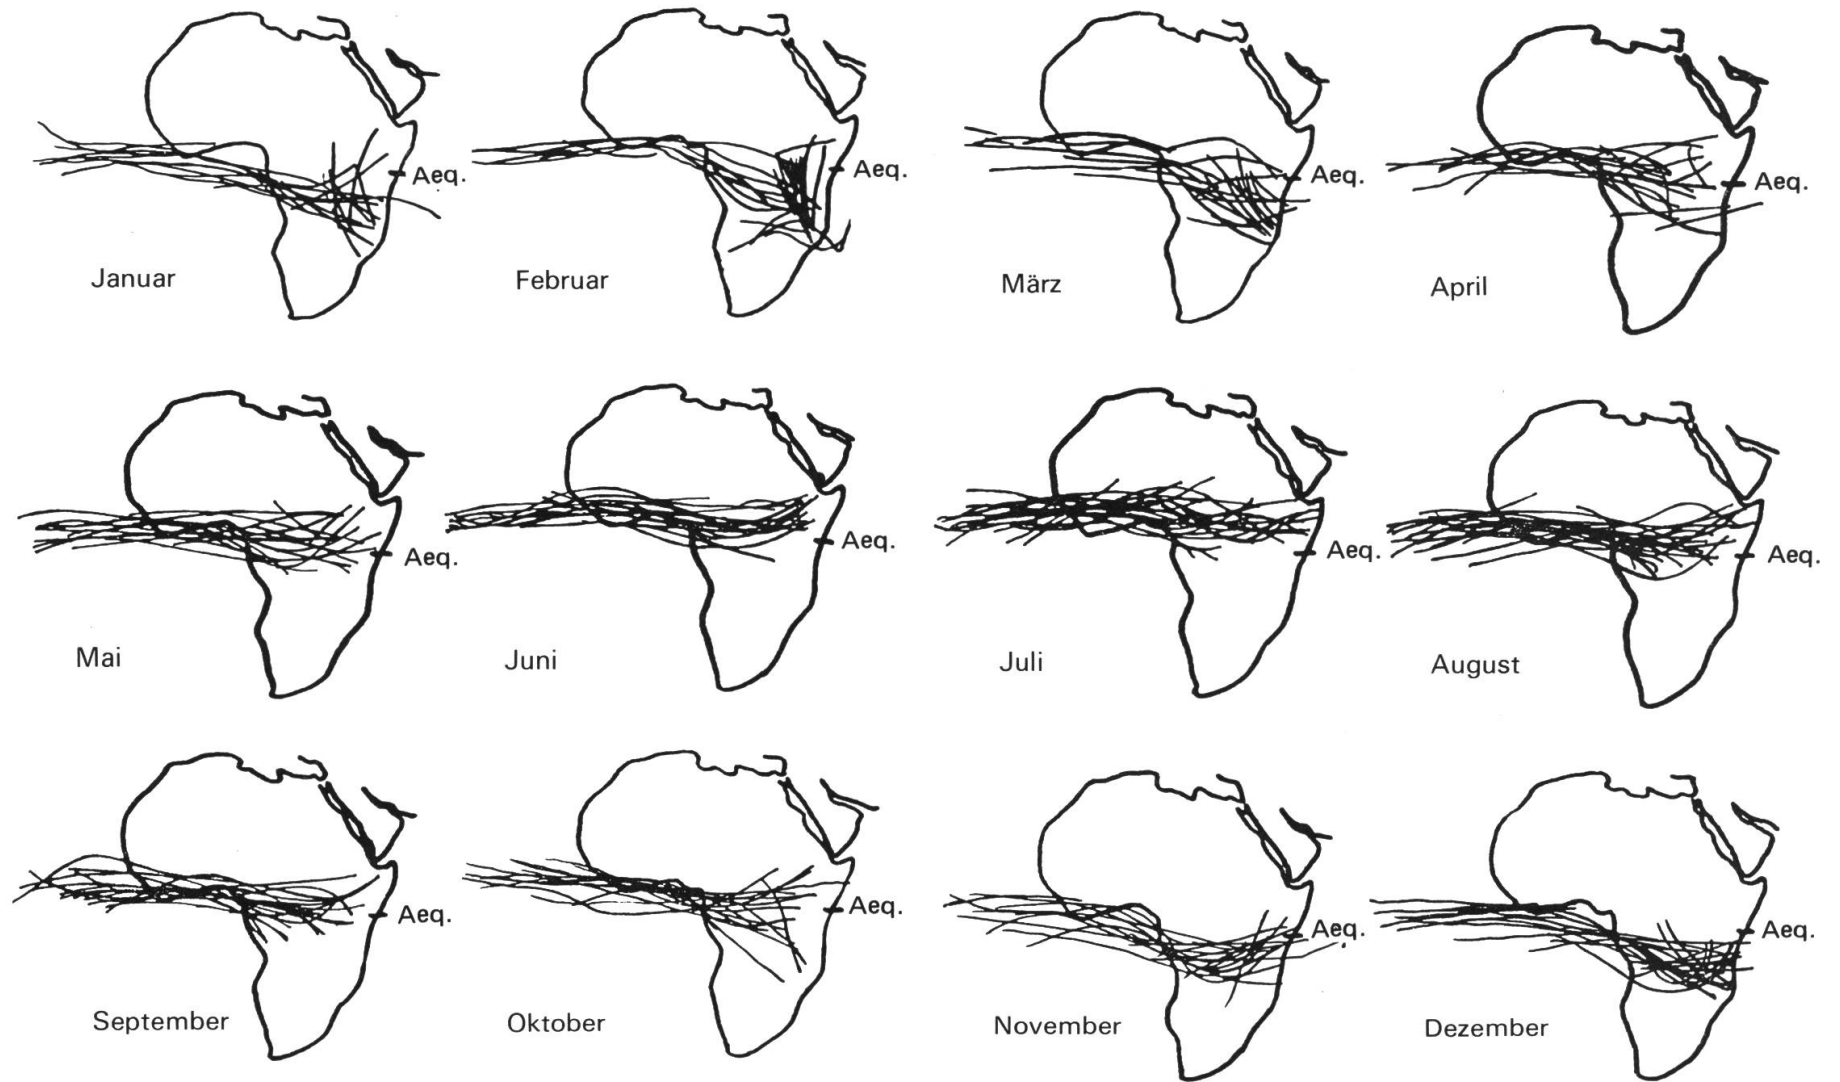 Aeq.
Aeq.
Aeq.
Aeq.
Januar
Februar
März
April
Aeq.
Aeq.
Aeq.
Aeq.
Mai
Juni
Juli
August
Aeq.
Aeq.
Aeq.
Aeq.
September
Oktober
November
Dezember